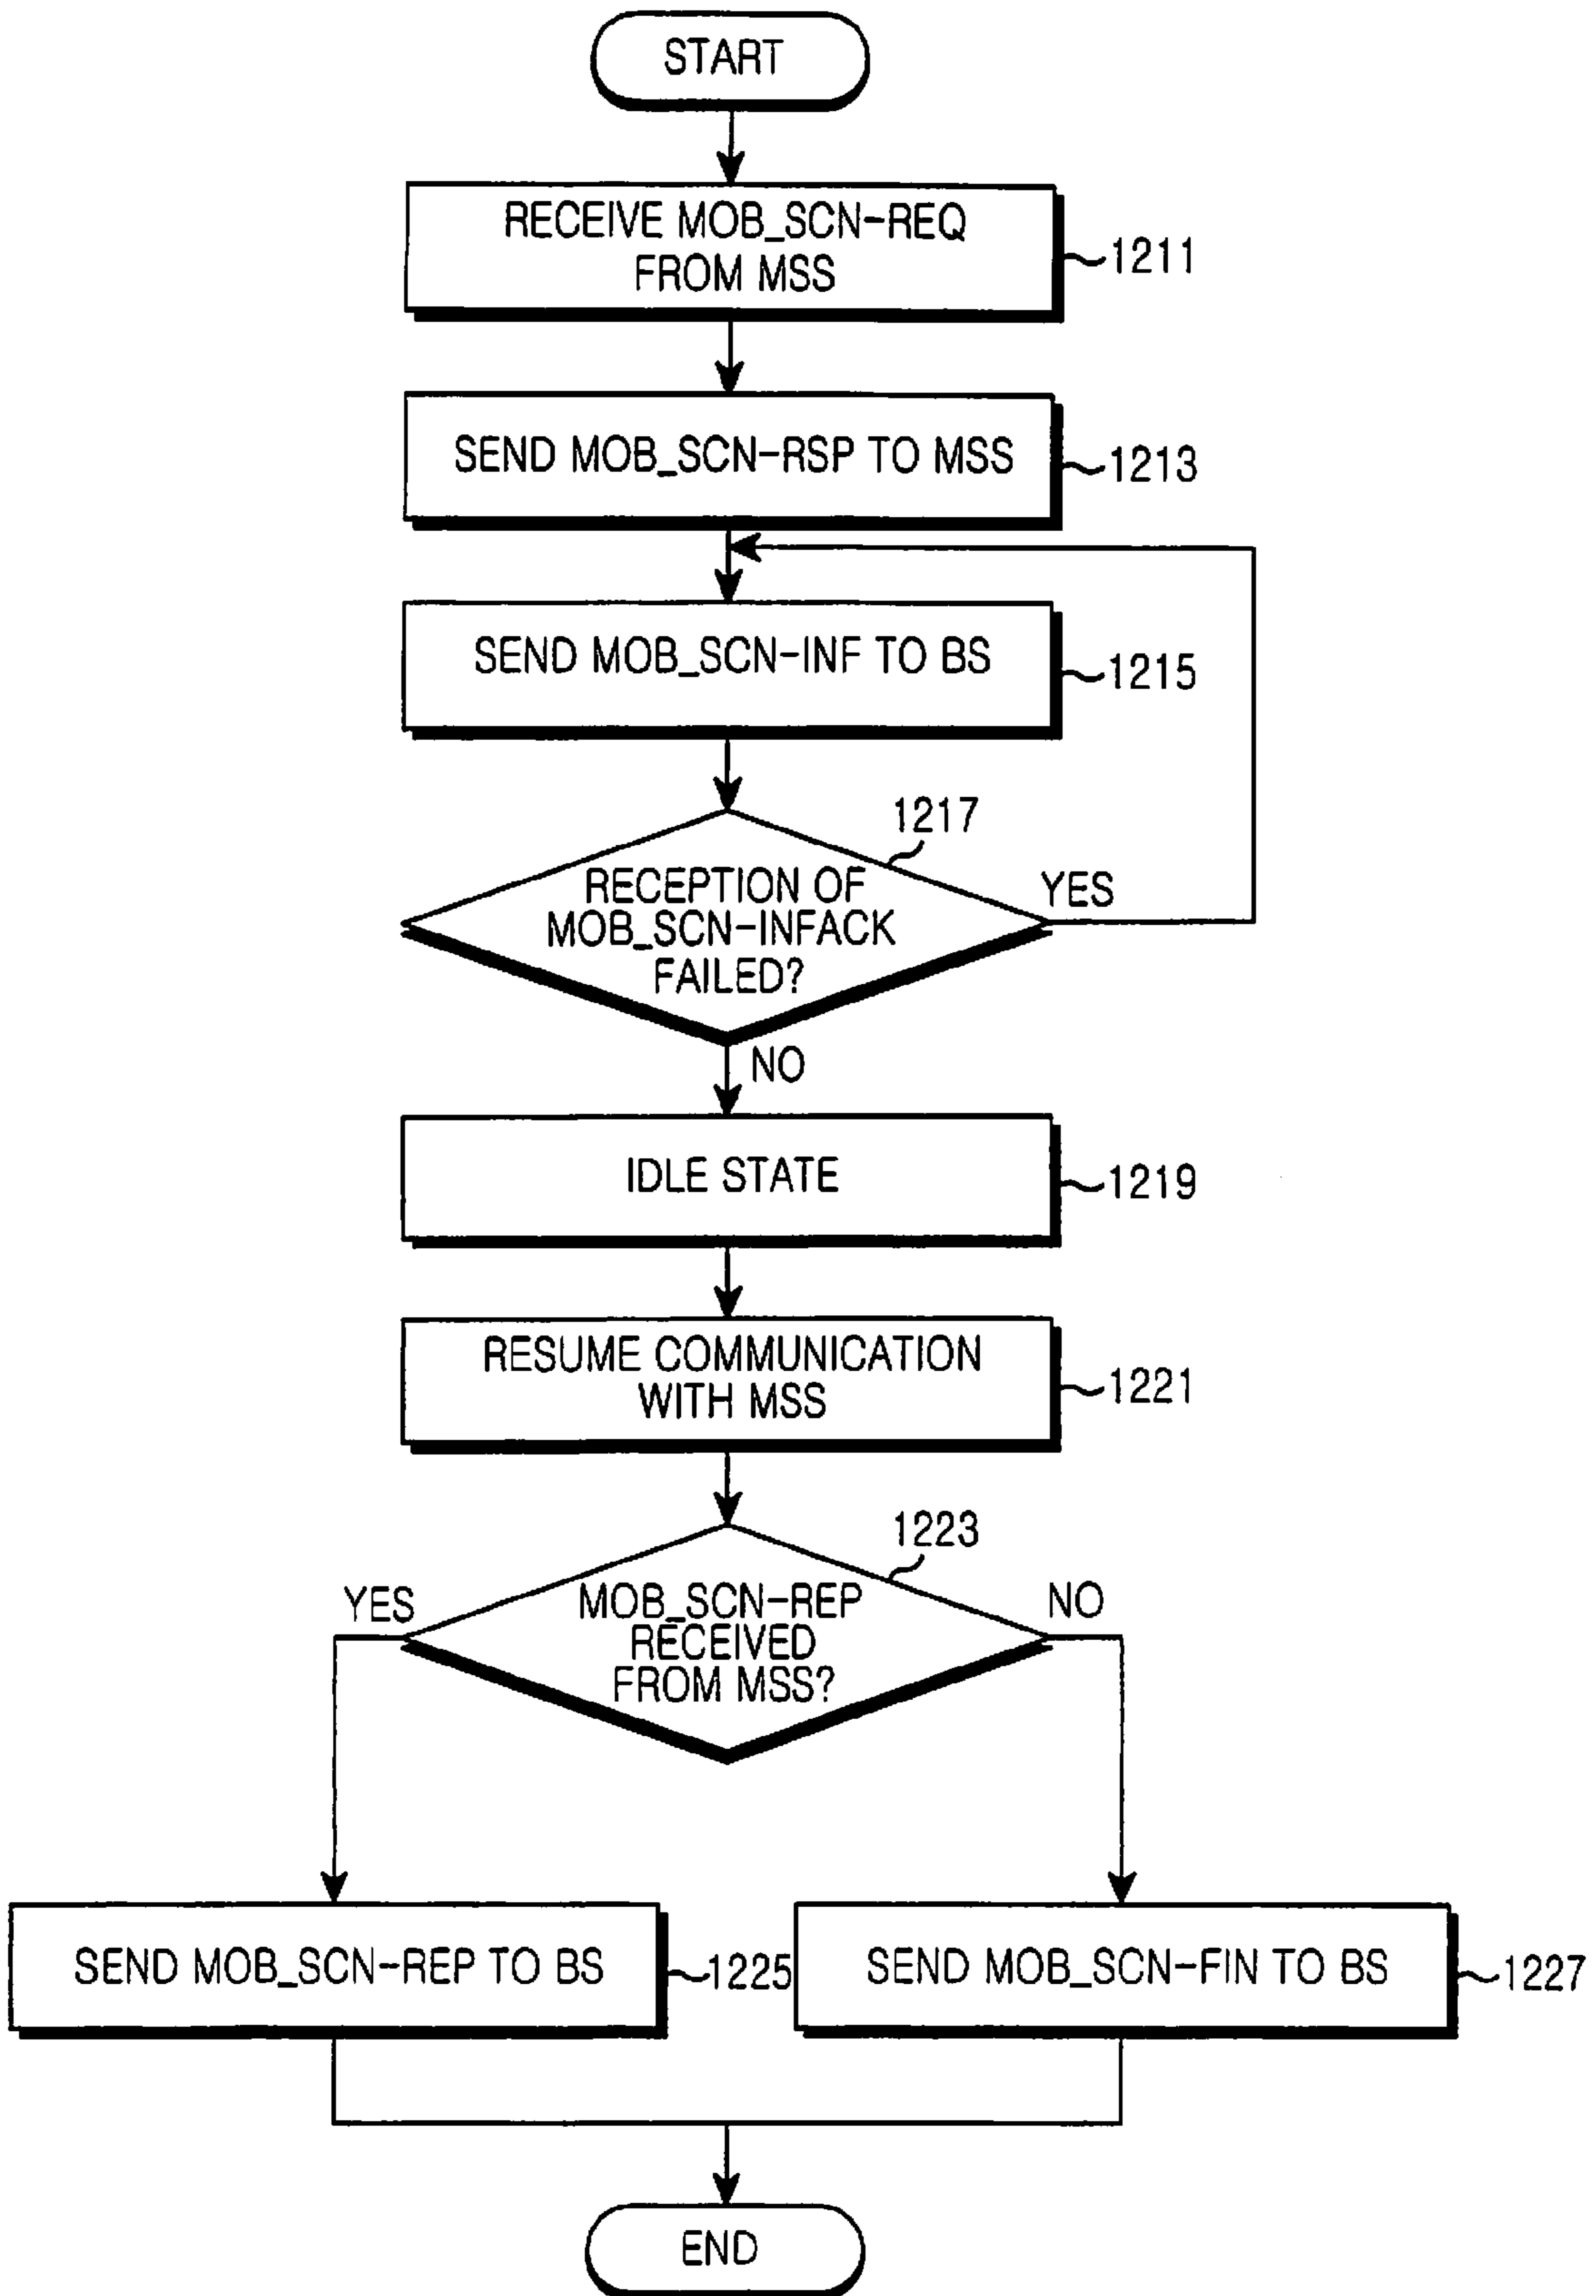 START
RECEIVE MOB_SCN-REQ
FROM MSS
1211
SEND MOB_SCN-RSP TO MSS
1213
SEND MOB_SCN-INF TO BS
1215
1217
RECEPTION OF
MOB_SCN-INFACK
FAILED?
YES
NO
IDLE STATE
1219
RESUME COMMUNICATION
WITH MSS
1221
1223
YES
MOB_SCN-REP
RECEIVED
FROM MSS?
NO
SEND MOB_SCN-REP TO BS
1225
SEND MOB_SCN-FIN TO BS
1227
END